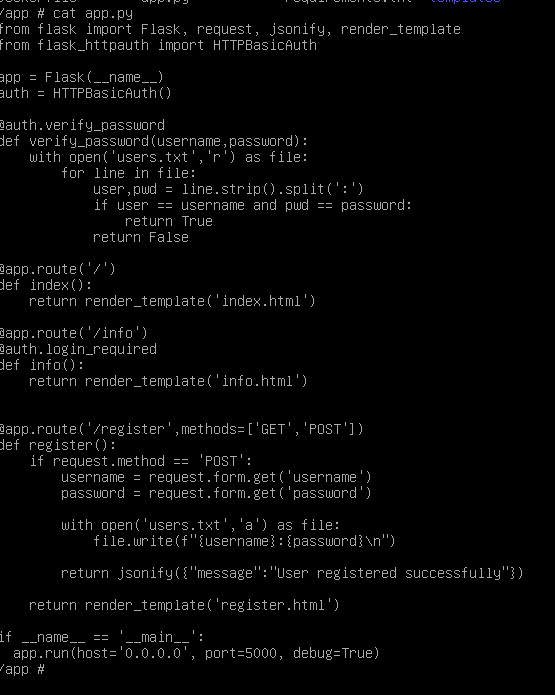 /app # cat app.py
from flask import Flask, request, jsonify, render_template
from flask_httpauth import HTTPBasicAuth

app = Flask(__name__)
auth = HTTPBasicAuth()

@auth.verify_password
def verify_password(username,password):
    with open('users.txt','r') as file:
        for line in file:
            user,pwd = line.strip().split(':')
            if user == username and pwd == password:
                return True
            return False

@app.route('/')
def index():
    return render_template('index.html')

@app.route('/info')
@auth.login_required
def info():
    return render_template('info.html')


@app.route('/register',methods=['GET','POST'])
def register():
    if request.method == 'POST':
        username = request.form.get('username')
        password = request.form.get('password')

        with open('users.txt','a') as file:
            file.write(f"{username}:{password}\n")

        return jsonify({"message":"User registered successfully"})

    return render_template('register.html')

if __name__ == '__main__':
  app.run(host='0.0.0.0', port=5000, debug=True)
/app #